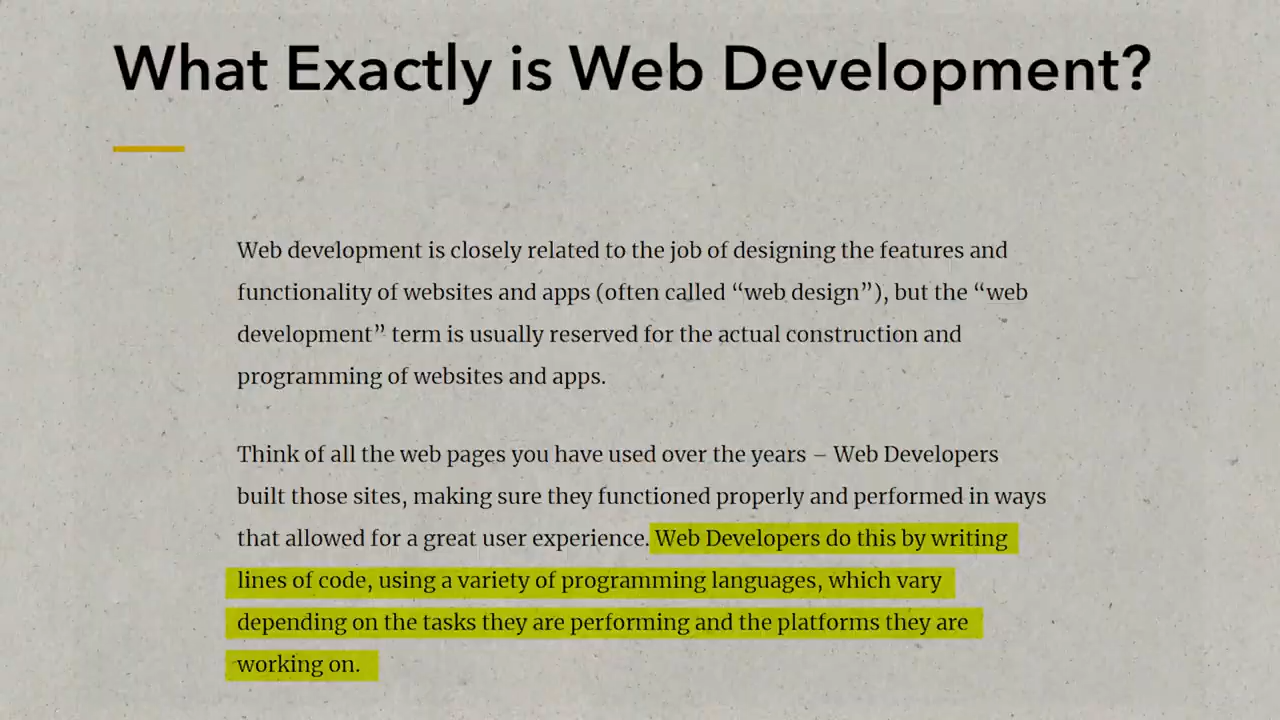 What Exactly is Web Development?
Web development is closely related to the job of designing the features and
functionality of websites and apps (often called “web design”), but the “web
development” term is usually reserved for the actual construction and
programming of websites and apps.
Think of all the web pages you have used over the years – Web Developers
built those sites, making sure they functioned properly and performed in ways
that allowed for a great user experience. Web Developers do this by writing
lines of code, using a variety of programming languages, which vary
depending on the tasks they are performing and the platforms they are
working on.